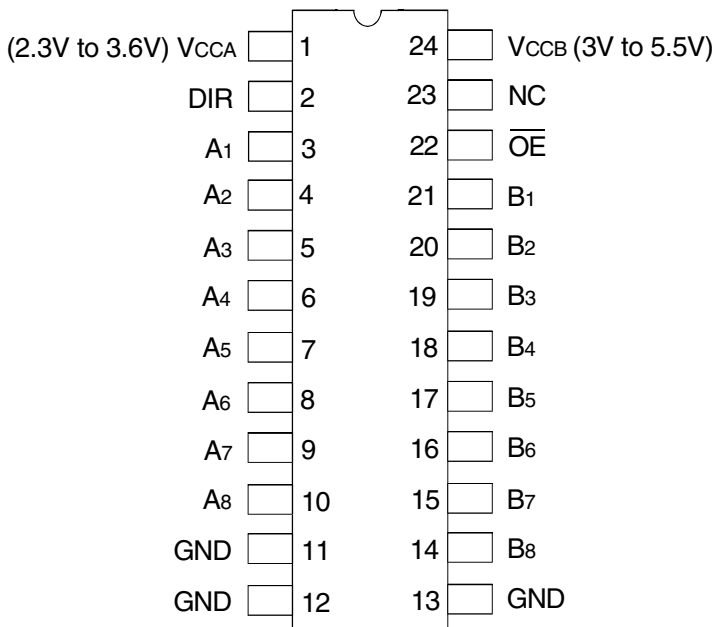 (2.3V to 3.6V) VCCA 1 24 VCCB (3V to 5.5V)
DIR 2 23 NC
A1 3 22 O̅E̅
A2 4 21 B1
A3 5 20 B2
A4 6 19 B3
A5 7 18 B4
A6 8 17 B5
A7 9 16 B6
A8 10 15 B7
GND 11 14 B8
GND 12 13 GND